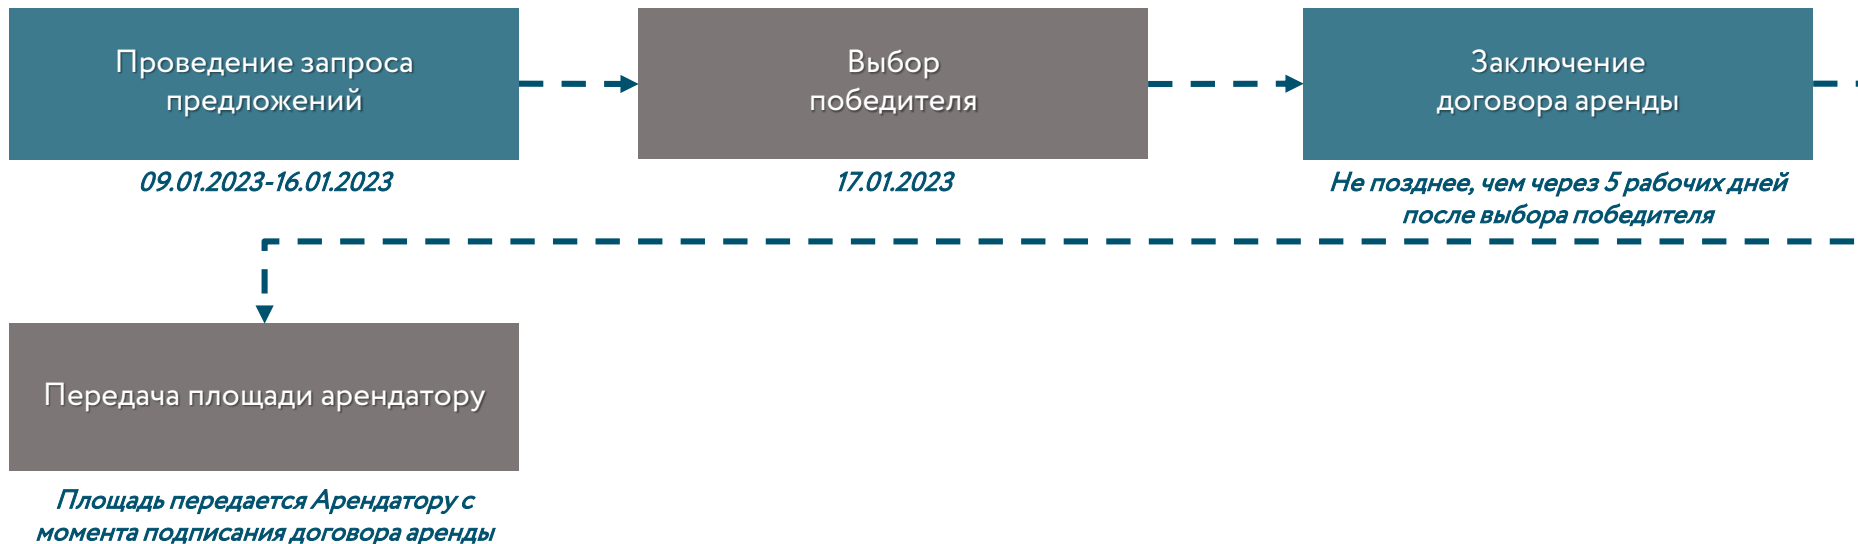 Проведение запроса
предложений
09.01.2023-16.01.2023
Выбор
победителя
17.01.2023
Заключение
договора аренды
Не позднее, чем через 5 рабочих дней
после выбора победителя
Передача площади арендатору
Площадь передается Арендатору с
момента подписания договора аренды